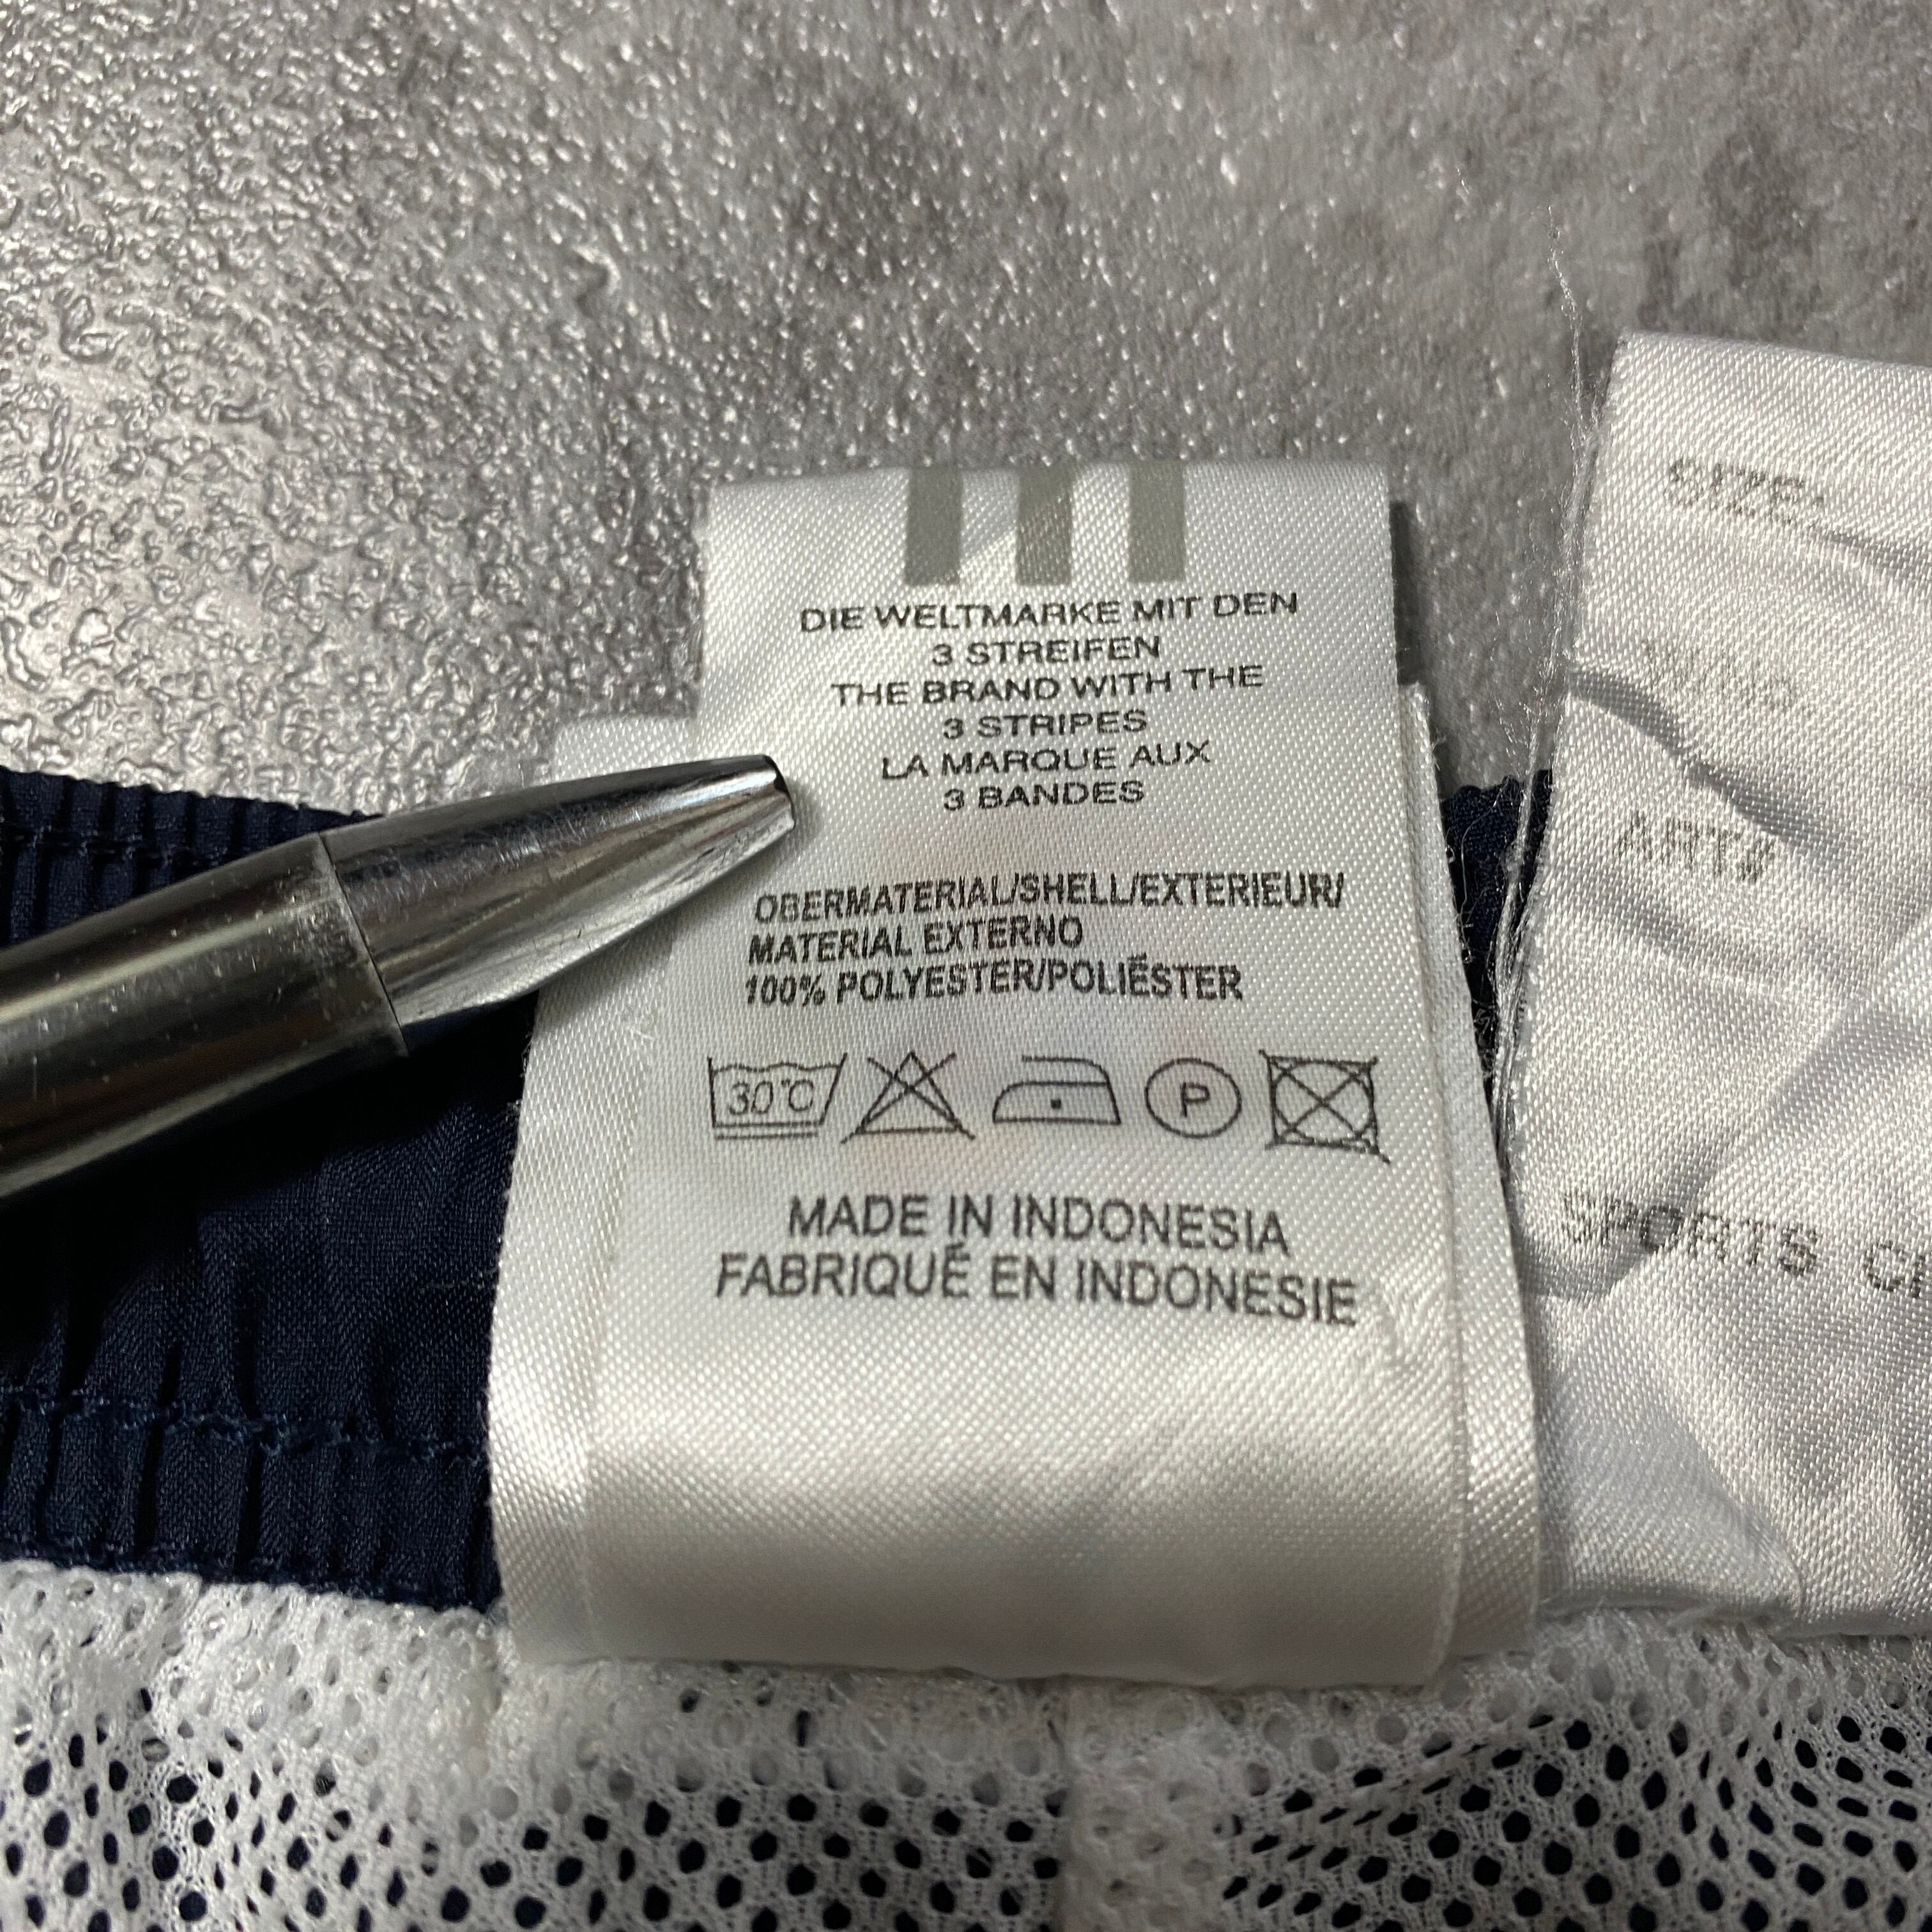 DIE WELTMARKE MIT DEN
3 STREIFEN
THE BRAND WITH THE
3 STRIPES
LA MARQUE AUX
3 BANDES
OBERMATERIAL/SHELL/EXTERIEUR/
MATERIAL EXTERNO
100% POLYESTER/POLIÉSTER
30°C
P
MADE IN INDONESIA
FABRIQUÉ EN INDONESIE
SIZE:
ART#
SPORTS